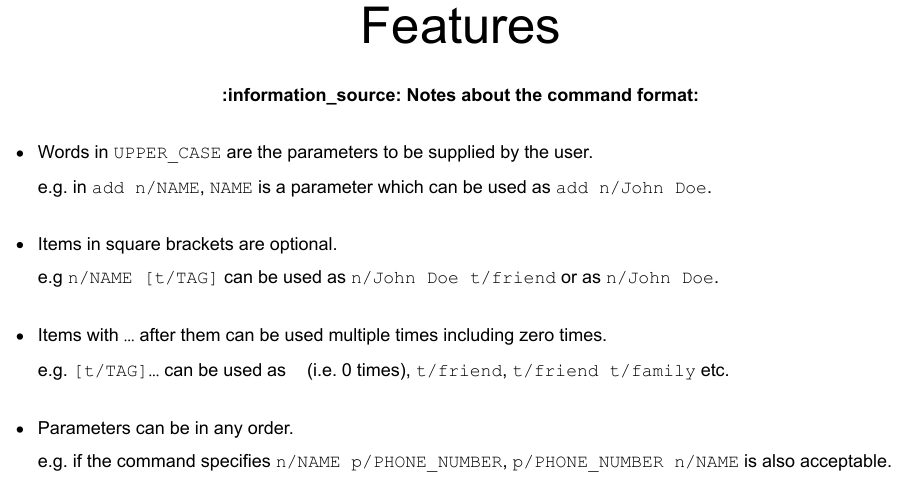 Features
:information_source: Notes about the command format:
• Words in UPPER_CASE are the parameters to be supplied by the user.
e.g. in add n/NAME, NAME is a parameter which can be used as add n/John Doe.
• Items in square brackets are optional.
e.g n/NAME [t/TAG] can be used as n/John Doe t/friend or as n/John Doe.
• Items with … after them can be used multiple times including zero times.
e.g. [t/TAG]… can be used as   (i.e. 0 times), t/friend, t/friend t/family etc.
• Parameters can be in any order.
e.g. if the command specifies n/NAME p/PHONE_NUMBER, p/PHONE_NUMBER n/NAME is also acceptable.